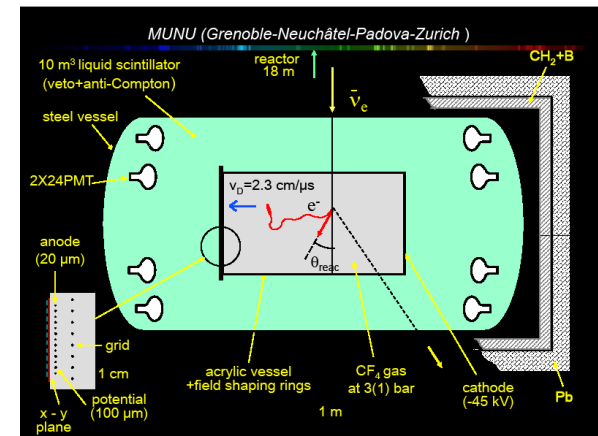 MUNU (Grenoble-Neuchâtel-Padova-Zurich )
10 m³ liquid scintillator
(veto+anti-Compton)
reactor
18 m
CH₂+B
ν̄ₑ
steel vessel
2X24PMT
v_D=2.3 cm/µs
e⁻
θ_reac
anode
(20 µm)
grid
1 cm
potential
(100 µm)
x - y
plane
acrylic vessel
+field shaping rings
CF₄ gas
at 3(1) bar
cathode
(-45 kV)
Pb
1 m